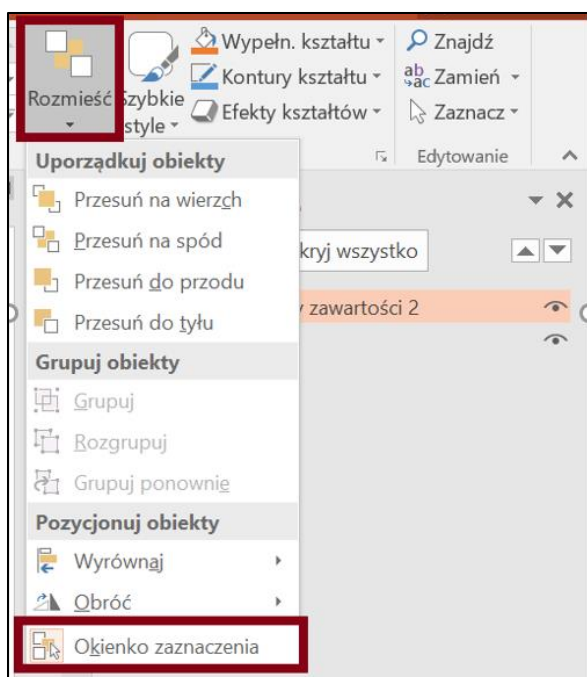 Rozmieść
Szybkie
style
Wypełn. kształtu
Kontury kształtu
Efekty kształtów
Znajdź
Zamień
Zaznacz
Edytowanie
Uporządkuj obiekty
Przesuń na wierzch
Przesuń na spód
Przesuń do przodu
Przesuń do tyłu
Grupuj obiekty
Grupuj
Rozgrupuj
Grupuj ponownie
Pozycjonuj obiekty
Wyrównaj
Obróć
Okienko zaznaczenia
kryj wszystko
y zawartości 2